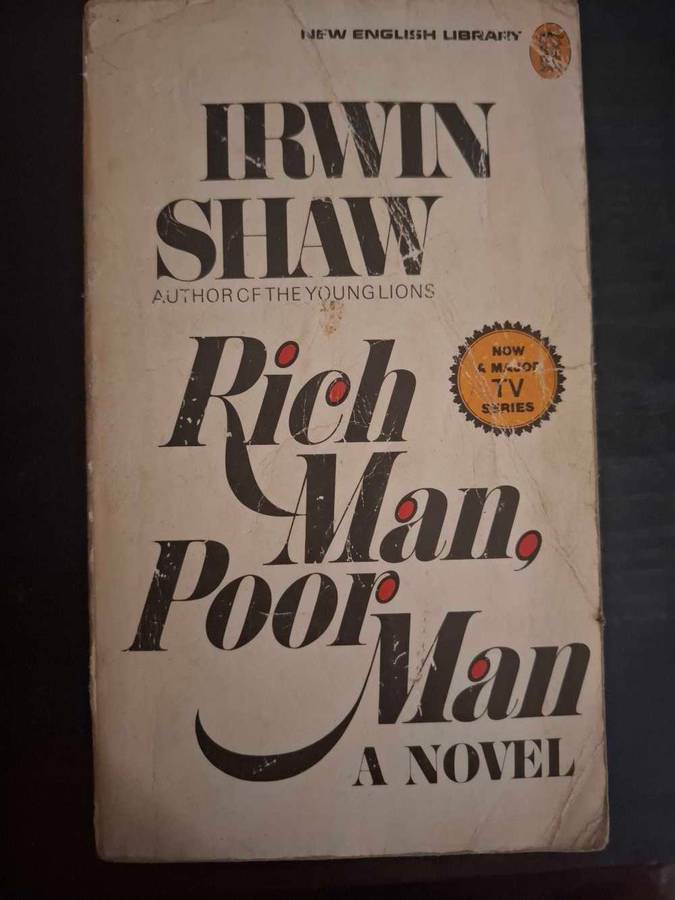 NEW ENGLISH LIBRARY
IRWIN
SHAW
AUTHOR OF THE YOUNG LIONS
Rich
Man,
Poor
Man
A NOVEL
NOW
A MAJOR
TV
SERIES